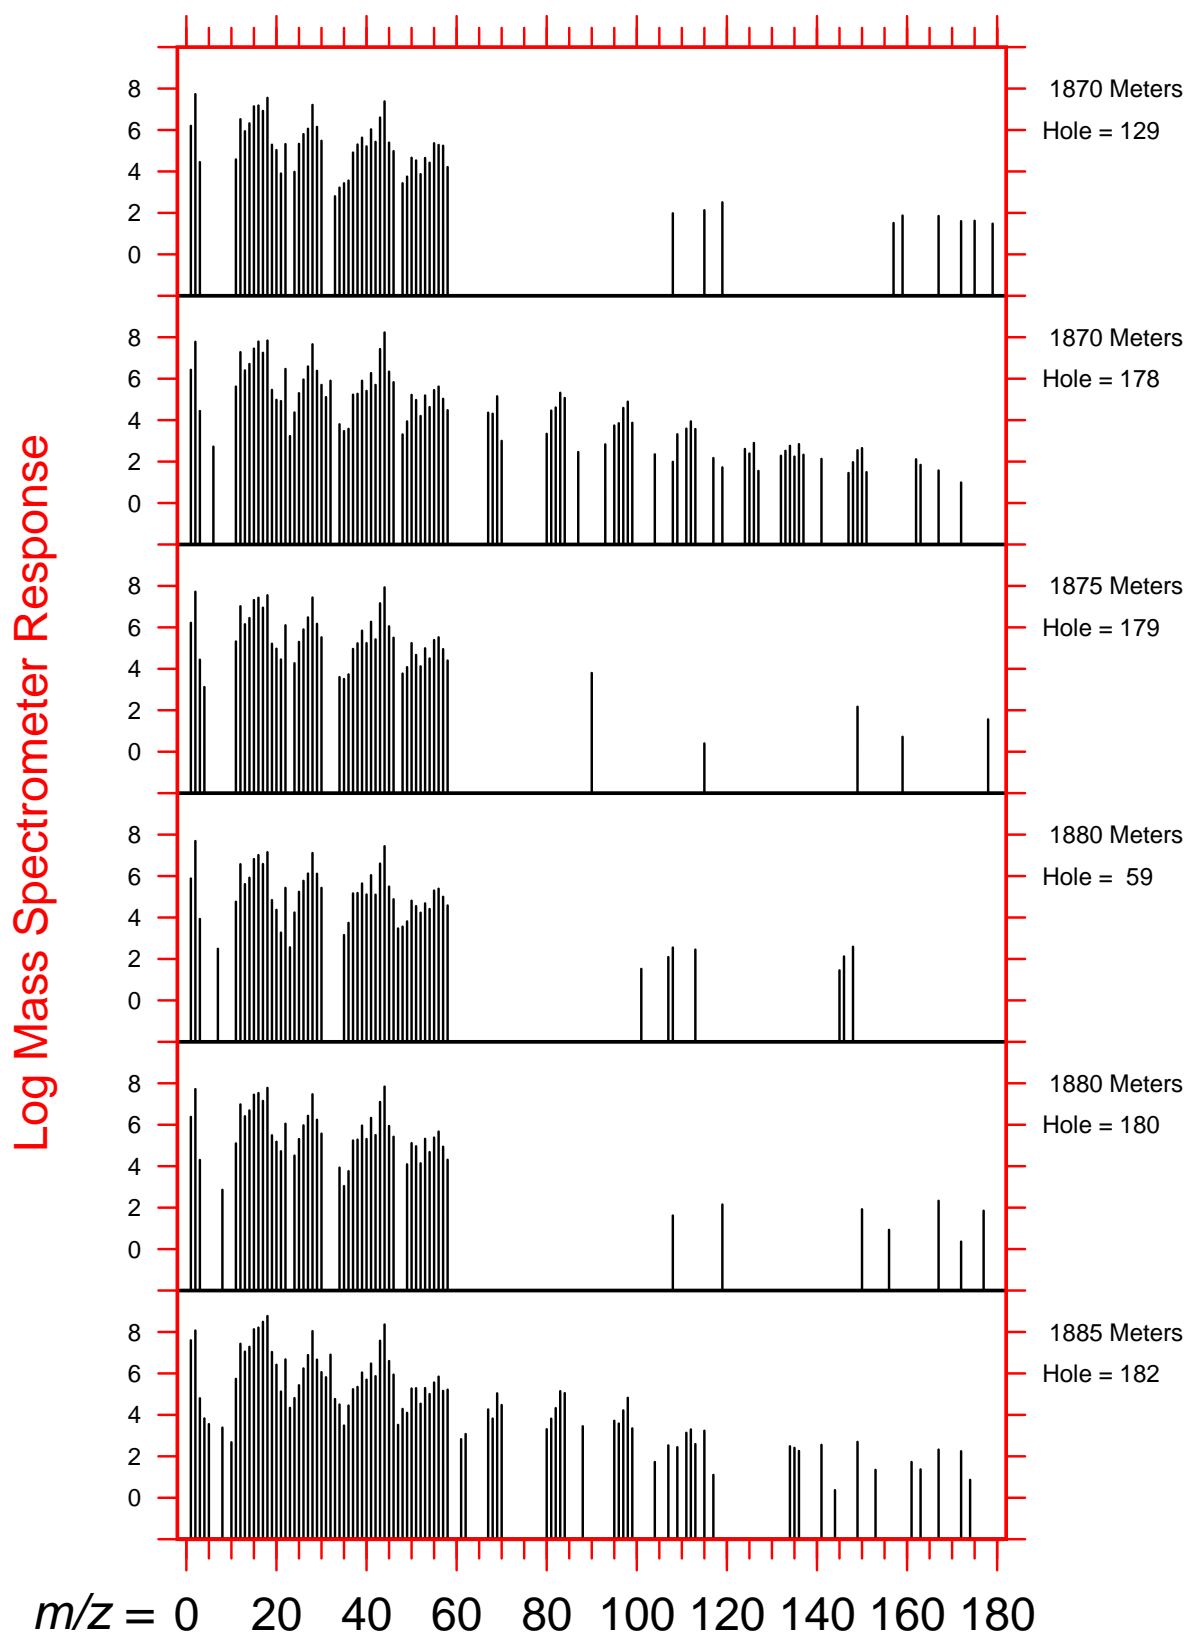 Log Mass Spectrometer Response
8
6
4
2
0
1870 Meters
Hole = 129
8
6
4
2
0
1870 Meters
Hole = 178
8
6
4
2
0
1875 Meters
Hole = 179
8
6
4
2
0
1880 Meters
Hole = 59
8
6
4
2
0
1880 Meters
Hole = 180
8
6
4
2
0
1885 Meters
Hole = 182
m/z = 0 20 40 60 80 100 120 140 160 180